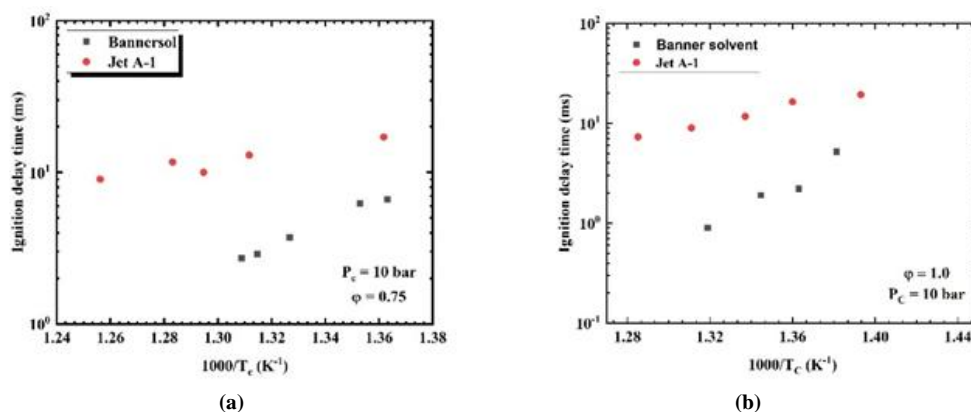 Bannersol
Jet A-1
Ignition delay time (ms)
10²
10¹
10⁰
P_c = 10 bar
φ = 0.75
1.24 1.26 1.28 1.30 1.32 1.34 1.36 1.38
1000/T_c (K⁻¹)
(a)
Banner solvent
Jet A-1
Ignition delay time (ms)
10²
10¹
10⁰
10⁻¹
φ = 1.0
P_C = 10 bar
1.28 1.32 1.36 1.40 1.44
1000/T_C (K⁻¹)
(b)